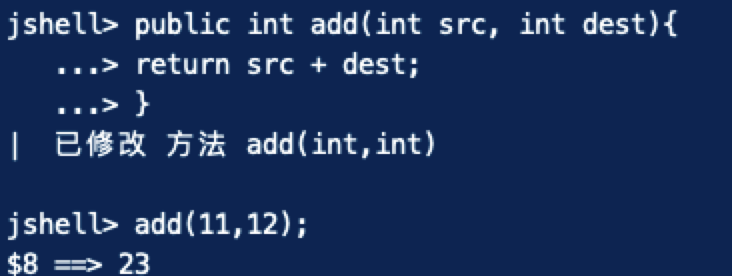 jshell> public int add(int src, int dest){
...> return src + dest;
...> }
| 已修改 方法 add(int,int)
jshell> add(11,12);
$8 ==> 23